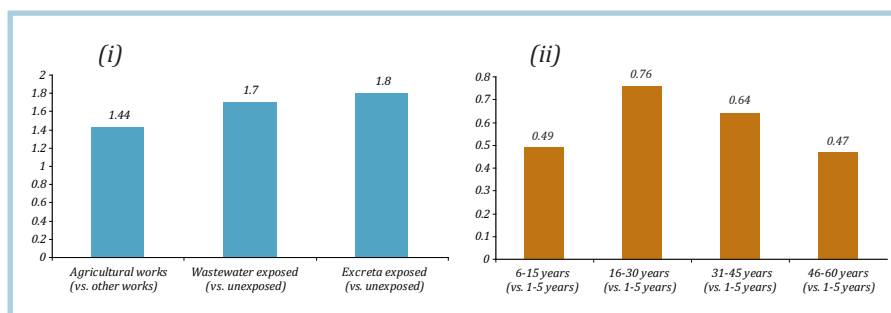 (i)
2
1.8
1.6
1.4
1.2
1
0.8
0.6
0.4
0.2
0
1.44
1.7
1.8
Agricultural works
(vs. other works)
Wastewater exposed
(vs. unexposed)
Excreta exposed
(vs. unexposed)
(ii)
0.8
0.7
0.6
0.5
0.4
0.3
0.2
0.1
0
0.49
0.76
0.64
0.47
6-15 years
(vs. 1-5 years)
16-30 years
(vs. 1-5 years)
31-45 years
(vs. 1-5 years)
46-60 years
(vs. 1-5 years)